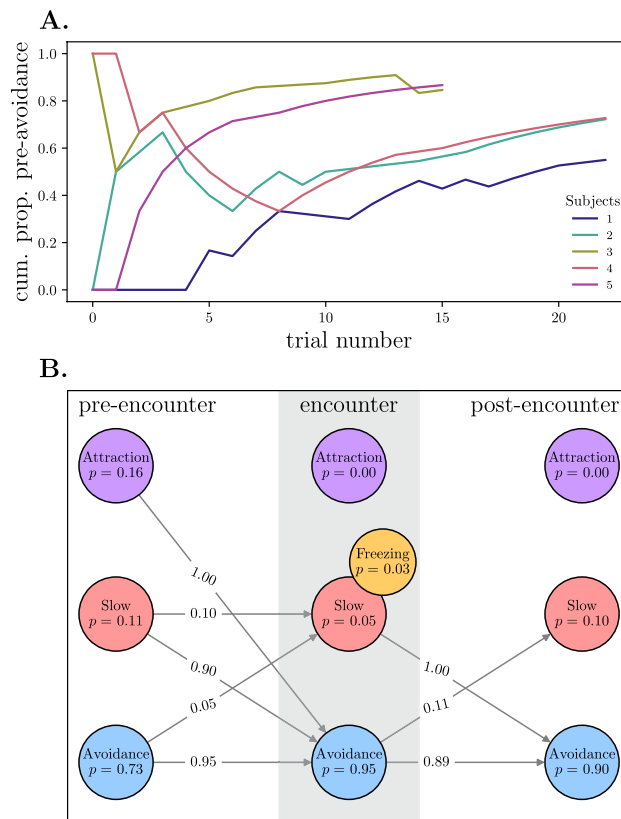 A.
cum. prop. pre-avoidance
1.0
0.8
0.6
0.4
0.2
0.0
Subjects
1
2
3
4
5
0
5
10
15
20
trial number
B.
pre-encounter
encounter
post-encounter
Attraction
p = 0.16
Attraction
p = 0.00
Attraction
p = 0.00
Freezing
p = 0.03
1.00
Slow
p = 0.11
0.10
Slow
p = 0.05
Slow
p = 0.10
0.90
1.00
0.05
0.11
Avoidance
p = 0.73
0.95
Avoidance
p = 0.95
0.89
Avoidance
p = 0.90